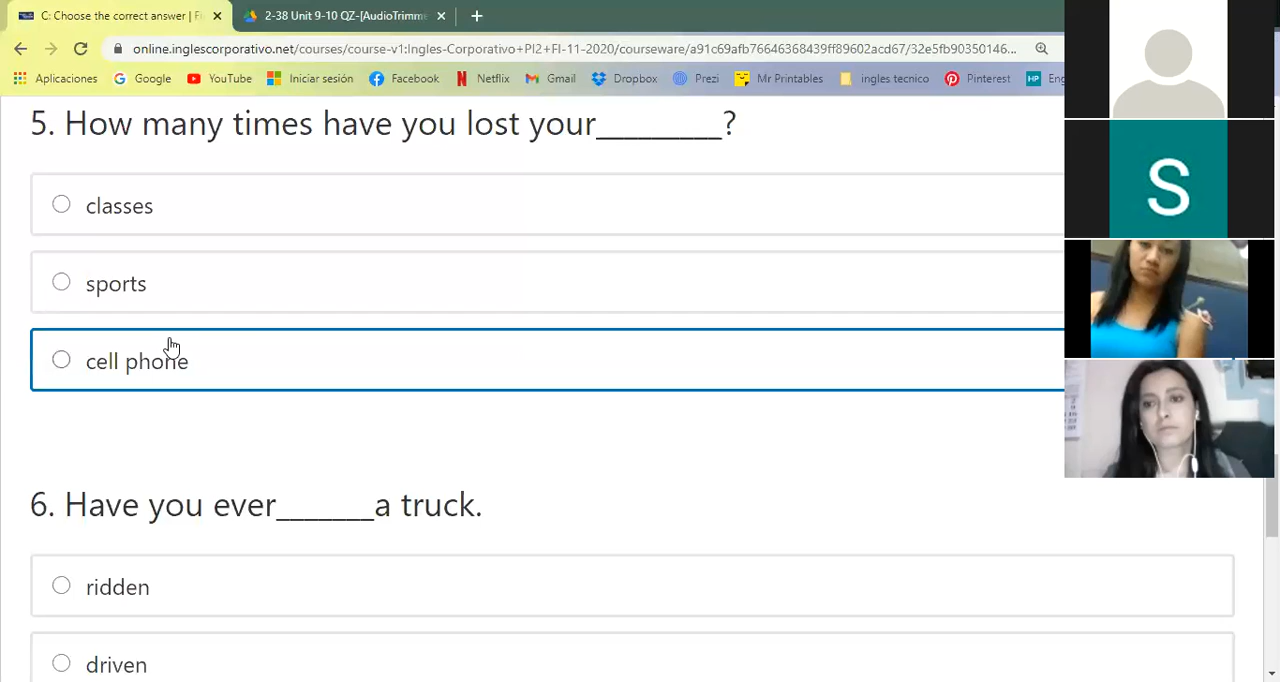 C: Choose the correct answer |
2-38 Unit 9-10 QZ-[AudioTrimme
online.inglescorporativo.net/courses/course-v1:Ingles-Corporativo+PI2+FI-11-2020/courseware/a91c69afb76646368439ff89602acd67/32e5fb90350146...
Aplicaciones Google YouTube Iniciar sesión Facebook Netflix Gmail Dropbox Prezi Mr Printables ingles tecnico Pinterest HP Eng
5. How many times have you lost your________?
classes
sports
cell phone
S
6. Have you ever_______a truck.
ridden
driven